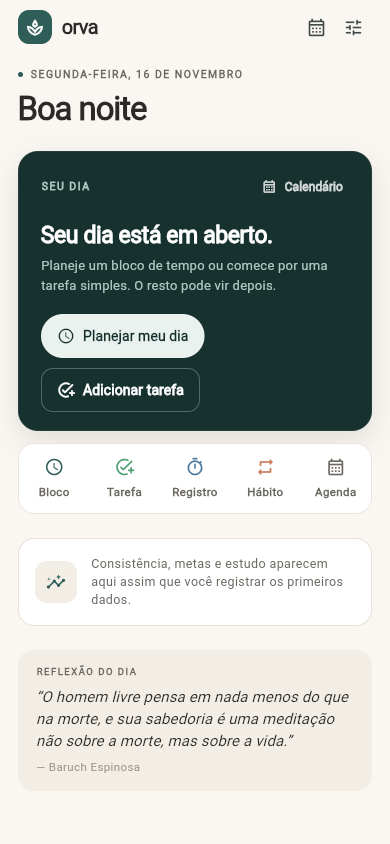 orva
SEGUNDA-FEIRA, 16 DE NOVEMBRO
Boa noite
SEU DIA
Calendário
Seu dia está em aberto.
Planeje um bloco de tempo ou comece por uma
tarefa simples. O resto pode vir depois.
Planejar meu dia
Adicionar tarefa
Bloco
Tarefa
Registro
Hábito
Agenda
Consistência, metas e estudo aparecem
aqui assim que você registrar os primeiros
dados.
REFLEXÃO DO DIA
“O homem livre pensa em nada menos do que
na morte, e sua sabedoria é uma meditação
não sobre a morte, mas sobre a vida.”
— Baruch Espinosa